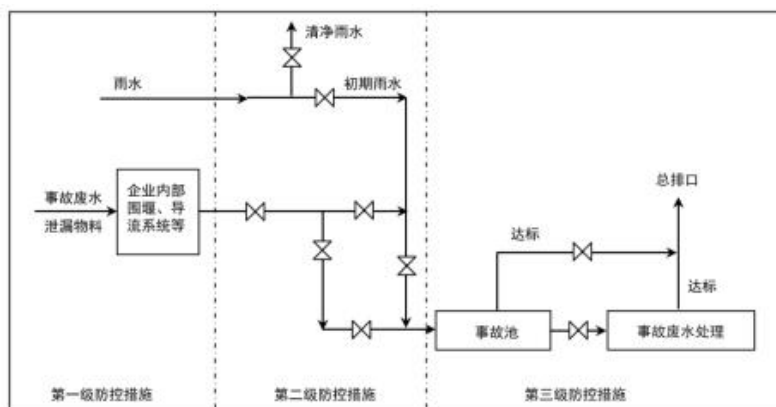 清净雨水
雨水
初期雨水
事故废水
泄漏物料
企业内部
围堰、导
流系统等
总排口
达标
达标
事故池
事故废水处理
第一级防控措施
第二级防控措施
第三级防控措施